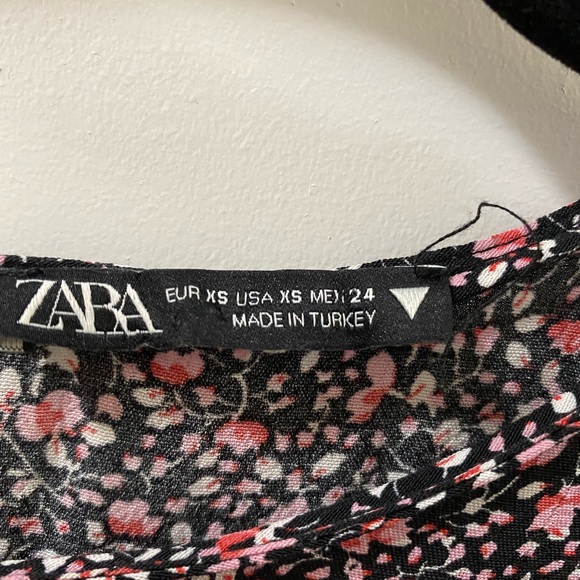 ZARA
EUR XS USA XS MEX 24
MADE IN TURKEY